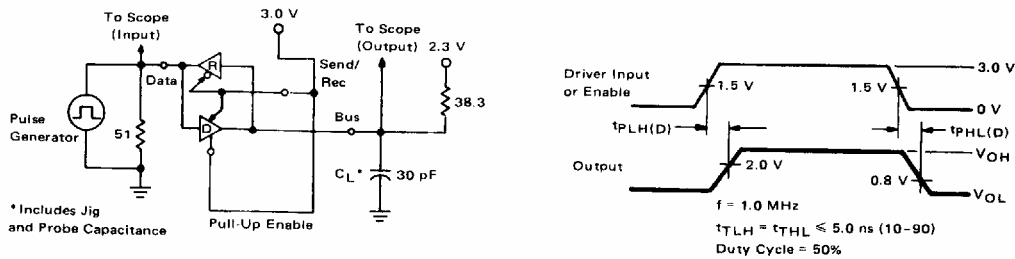 To Scope
(Input)
3.0 V
To Scope
(Output)
2.3 V
Send/
Rec
R
Data
38.3
Pulse
Generator
51
D
Bus
CL*
30 pF
Pull-Up Enable
* Includes Jig
and Probe Capacitance
Driver Input
or Enable
1.5 V
1.5 V
3.0 V
0 V
tPLH(D)
tPHL(D)
Output
2.0 V
0.8 V
VOH
VOL
f = 1.0 MHz
tTLH = tTHL ≤ 5.0 ns (10-90)
Duty Cycle = 50%